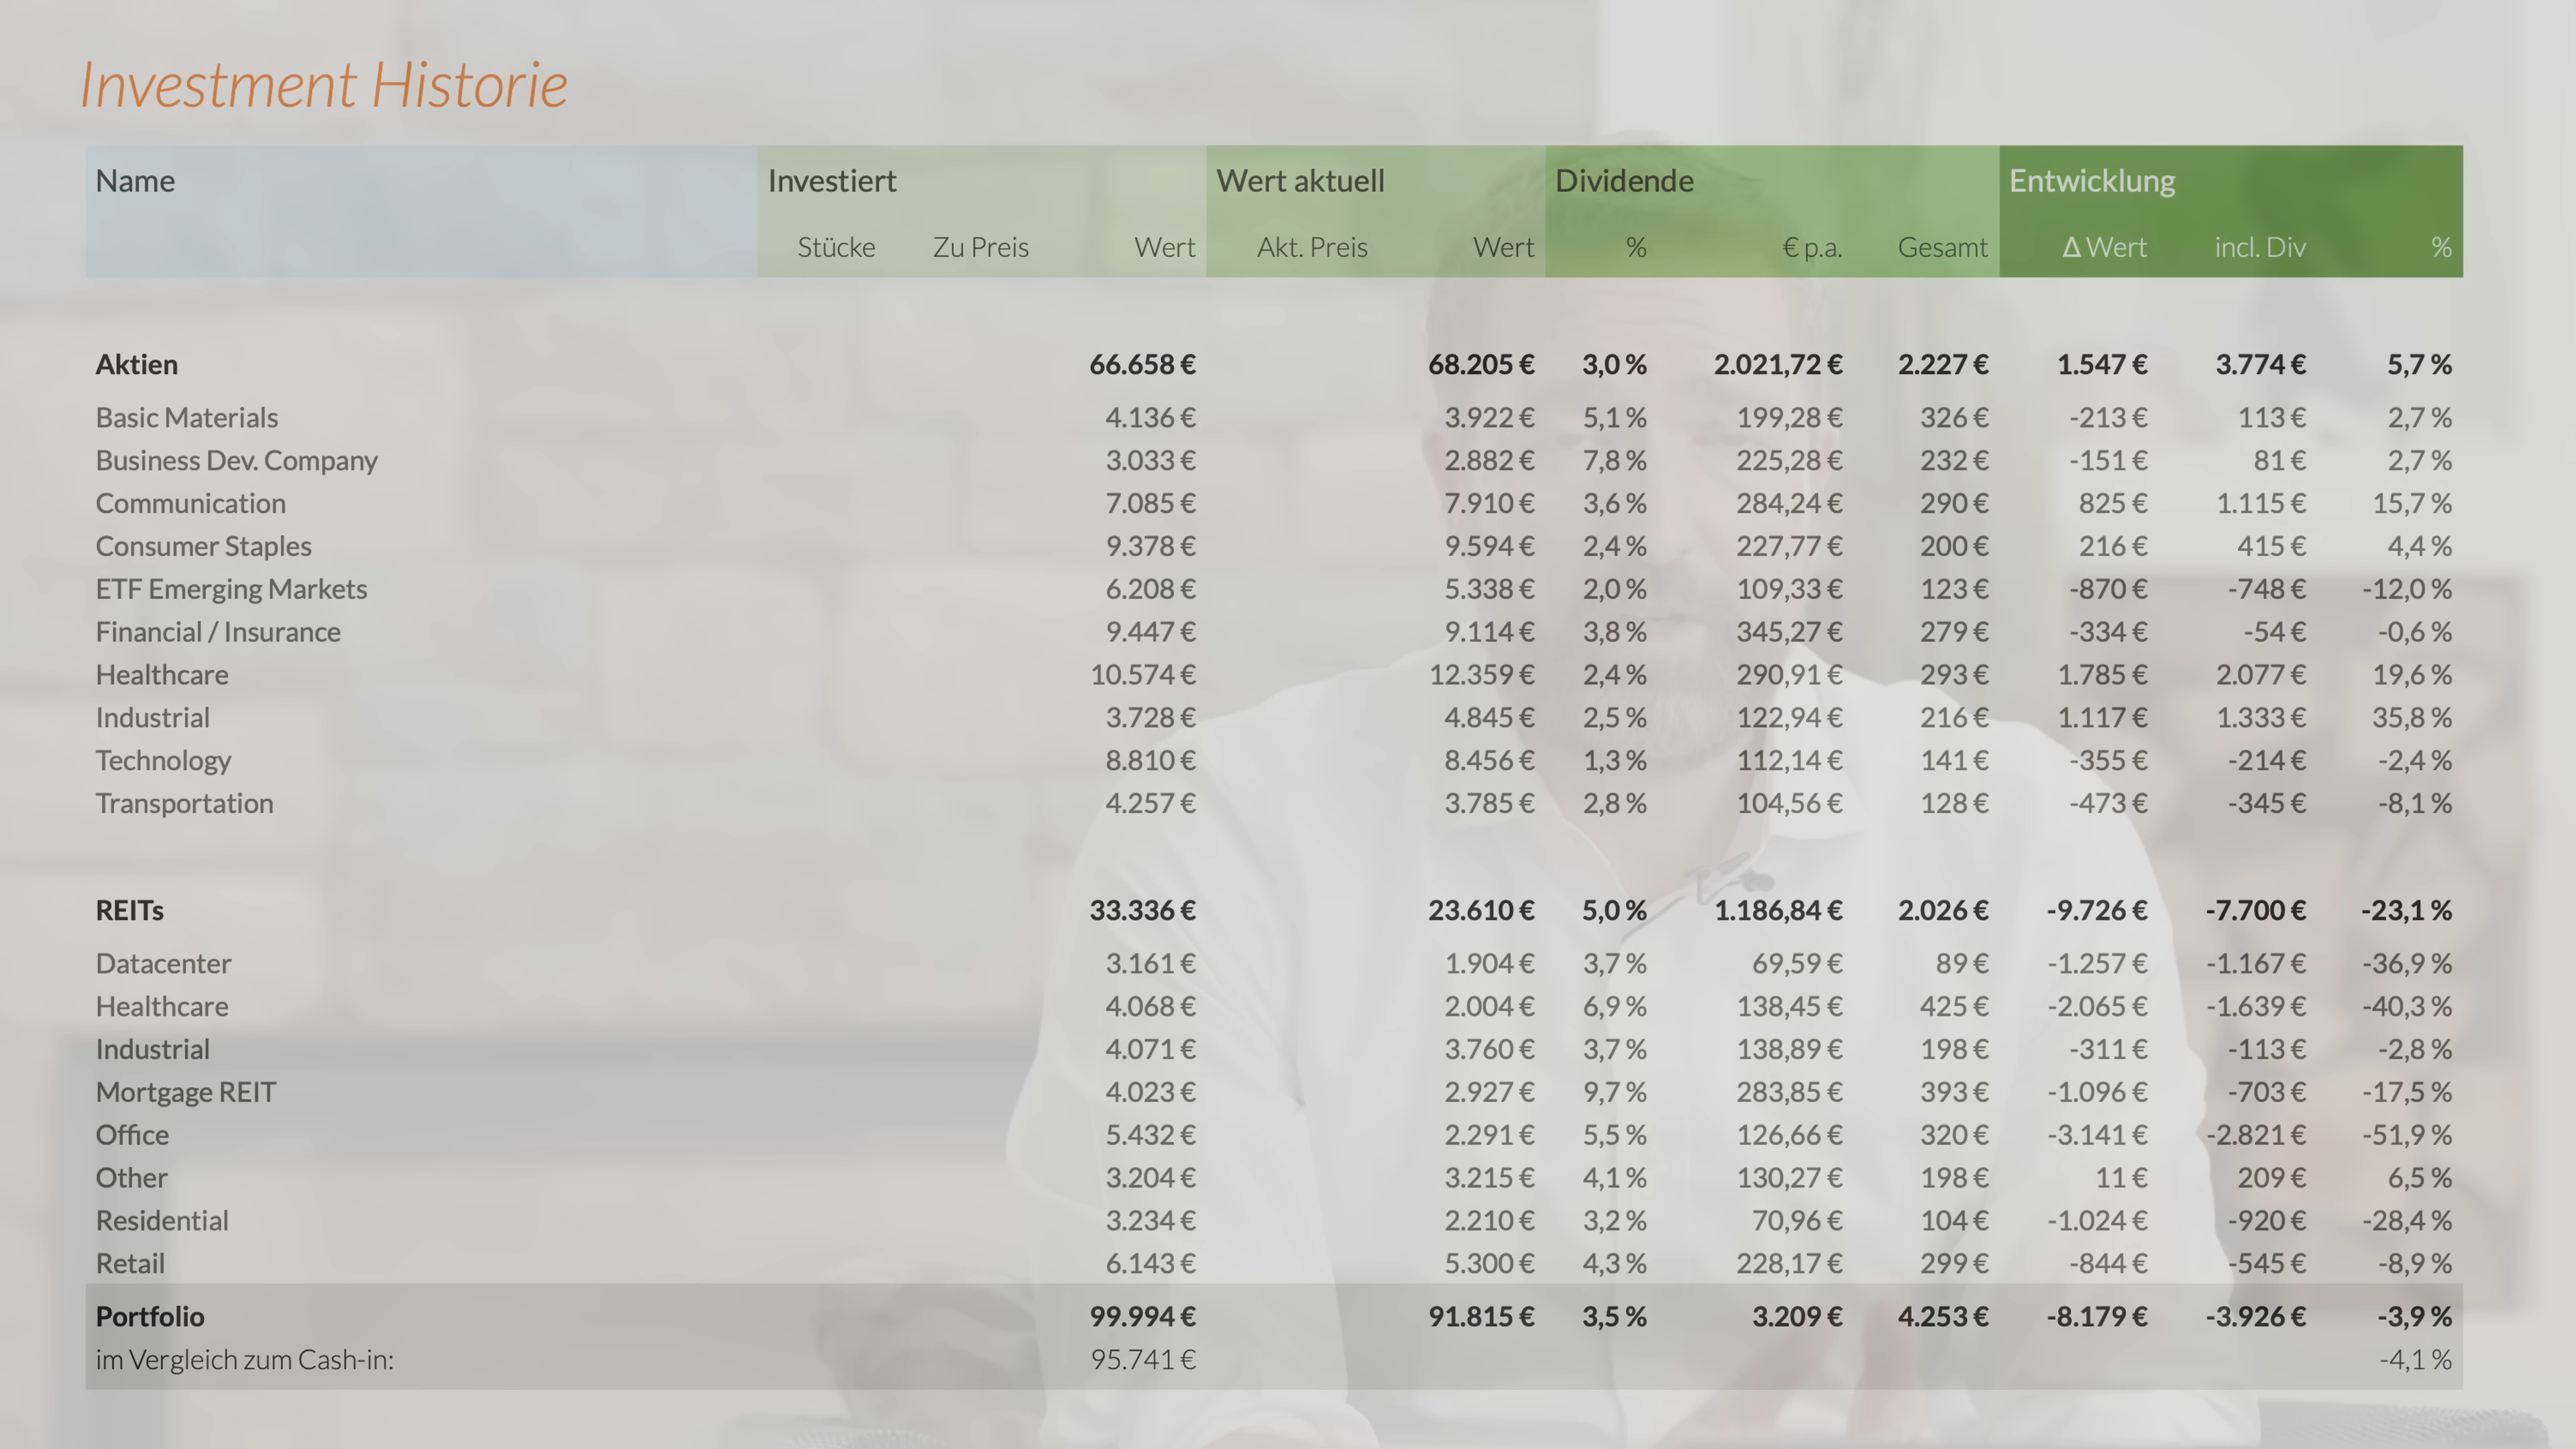 Investment Historie
Name Investiert Wert aktuell Dividende Entwicklung
Stücke Zu Preis Wert Akt. Preis Wert % € p.a. Gesamt Δ Wert incl. Div %
Aktien 66.658 € 68.205 € 3,0 % 2.021,72 € 2.227 € 1.547 € 3.774 € 5,7 %
Basic Materials 4.136 € 3.922 € 5,1 % 199,28 € 326 € -213 € 113 € 2,7 %
Business Dev. Company 3.033 € 2.882 € 7,8 % 225,28 € 232 € -151 € 81 € 2,7 %
Communication 7.085 € 7.910 € 3,6 % 284,24 € 290 € 825 € 1.115 € 15,7 %
Consumer Staples 9.378 € 9.594 € 2,4 % 227,77 € 200 € 216 € 415 € 4,4 %
ETF Emerging Markets 6.208 € 5.338 € 2,0 % 109,33 € 123 € -870 € -748 € -12,0 %
Financial / Insurance 9.447 € 9.114 € 3,8 % 345,27 € 279 € -334 € -54 € -0,6 %
Healthcare 10.574 € 12.359 € 2,4 % 290,91 € 293 € 1.785 € 2.077 € 19,6 %
Industrial 3.728 € 4.845 € 2,5 % 122,94 € 216 € 1.117 € 1.333 € 35,8 %
Technology 8.810 € 8.456 € 1,3 % 112,14 € 141 € -355 € -214 € -2,4 %
Transportation 4.257 € 3.785 € 2,8 % 104,56 € 128 € -473 € -345 € -8,1 %
REITs 33.336 € 23.610 € 5,0 % 1.186,84 € 2.026 € -9.726 € -7.700 € -23,1 %
Datacenter 3.161 € 1.904 € 3,7 % 69,59 € 89 € -1.257 € -1.167 € -36,9 %
Healthcare 4.068 € 2.004 € 6,9 % 138,45 € 425 € -2.065 € -1.639 € -40,3 %
Industrial 4.071 € 3.760 € 3,7 % 138,89 € 198 € -311 € -113 € -2,8 %
Mortgage REIT 4.023 € 2.927 € 9,7 % 283,85 € 393 € -1.096 € -703 € -17,5 %
Office 5.432 € 2.291 € 5,5 % 126,66 € 320 € -3.141 € -2.821 € -51,9 %
Other 3.204 € 3.215 € 4,1 % 130,27 € 198 € 11 € 209 € 6,5 %
Residential 3.234 € 2.210 € 3,2 % 70,96 € 104 € -1.024 € -920 € -28,4 %
Retail 6.143 € 5.300 € 4,3 % 228,17 € 299 € -844 € -545 € -8,9 %
Portfolio 99.994 € 91.815 € 3,5 % 3.209 € 4.253 € -8.179 € -3.926 € -3,9 %
im Vergleich zum Cash-in: 95.741 € -4,1 %